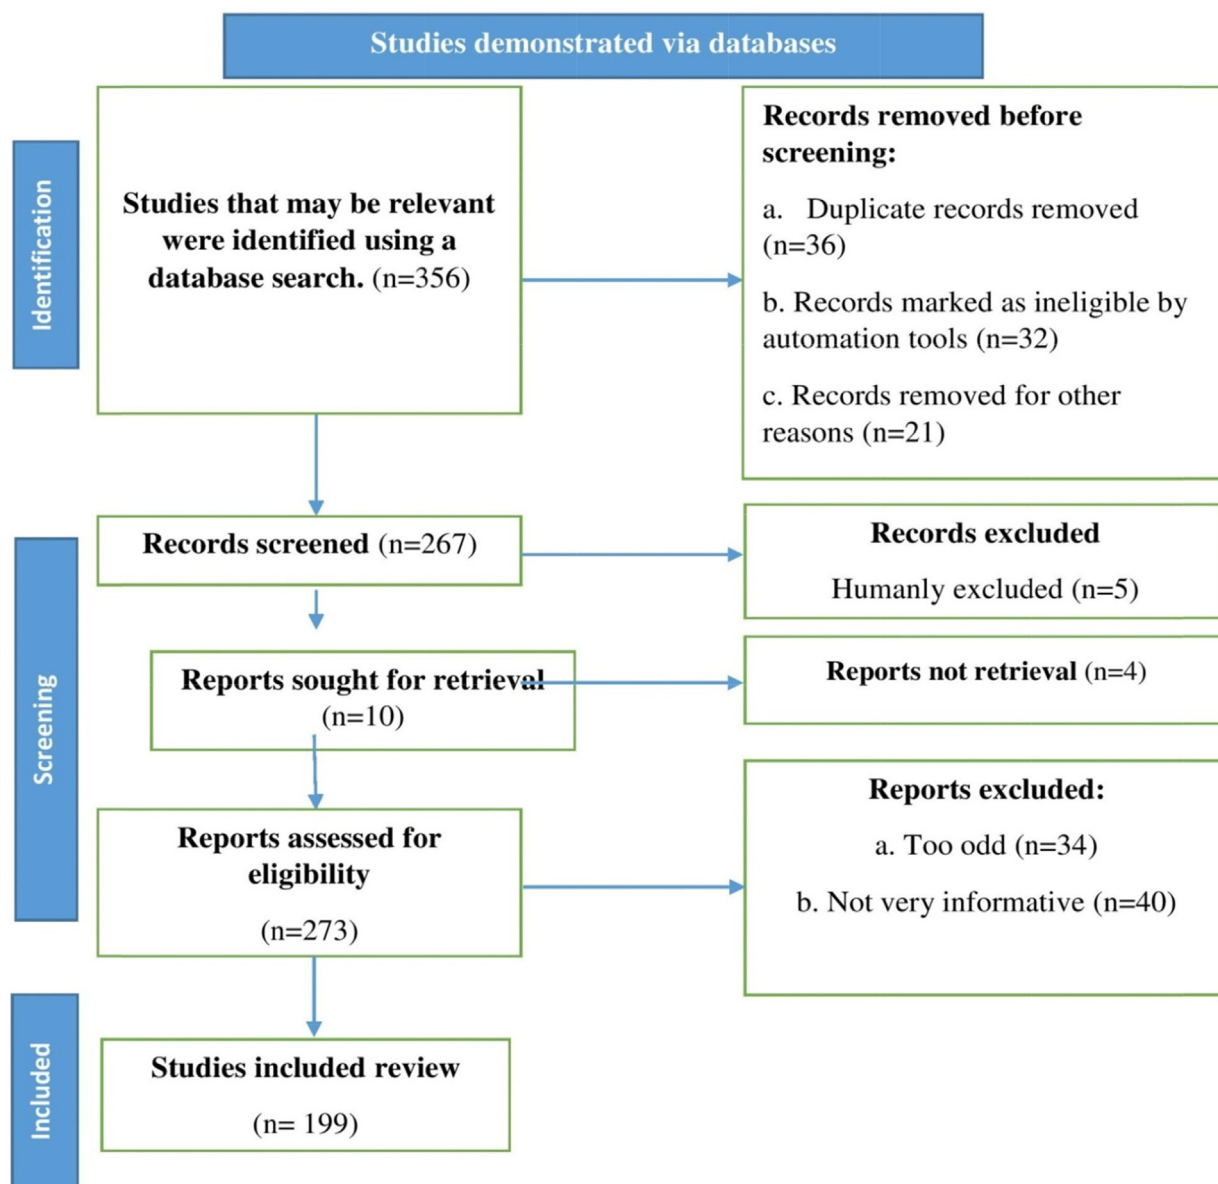 Studies demonstrated via databases
Identification
Studies that may be relevant
were identified using a
database search. (n=356)
Records removed before
screening:
a. Duplicate records removed
(n=36)
b. Records marked as ineligible by
automation tools (n=32)
c. Records removed for other
reasons (n=21)
Screening
Records screened (n=267)
Records excluded
Humanly excluded (n=5)
Reports sought for retrieval
(n=10)
Reports not retrieval (n=4)
Reports assessed for
eligibility
(n=273)
Reports excluded:
a. Too odd (n=34)
b. Not very informative (n=40)
Included
Studies included review
(n= 199)